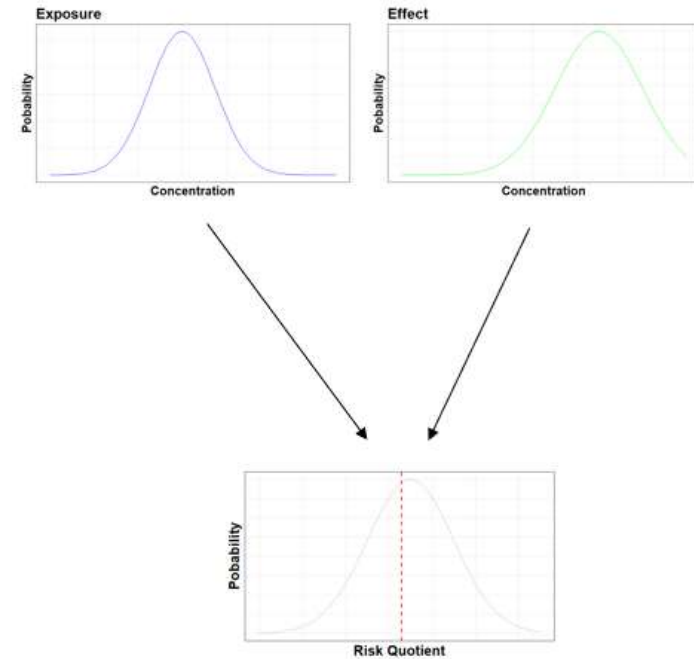 Exposure
Effect
Pobability
Concentration
Pobability
Concentration
Pobability
Risk Quotient